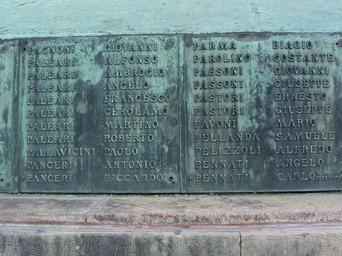 PAGNONI GIOVANNI
PALEARI ALFONSO
PALEARI AMBROGIO
PALEARI ANGELO
PALEARI FRANCESCO
PALEARI GEROLAMO
PALEARI MARTINO
PALEARI ROBERTO
PALLAVICINI PAOLO
PANCERI ANTONIO
PANCERI RICCARDO
PARMA BIAGIO
PAROLINO COSTANTE
PASSONI GIOVANNI
PASSONI GIUSEPPE
PASTORI ERNESTO
PASTORI GIUSEPPE
PAVONI MARIO
PELLANDA SAMUELE
PELIZZOLI ALFREDO
PENNATI ANGELO
PENNATI CARLO